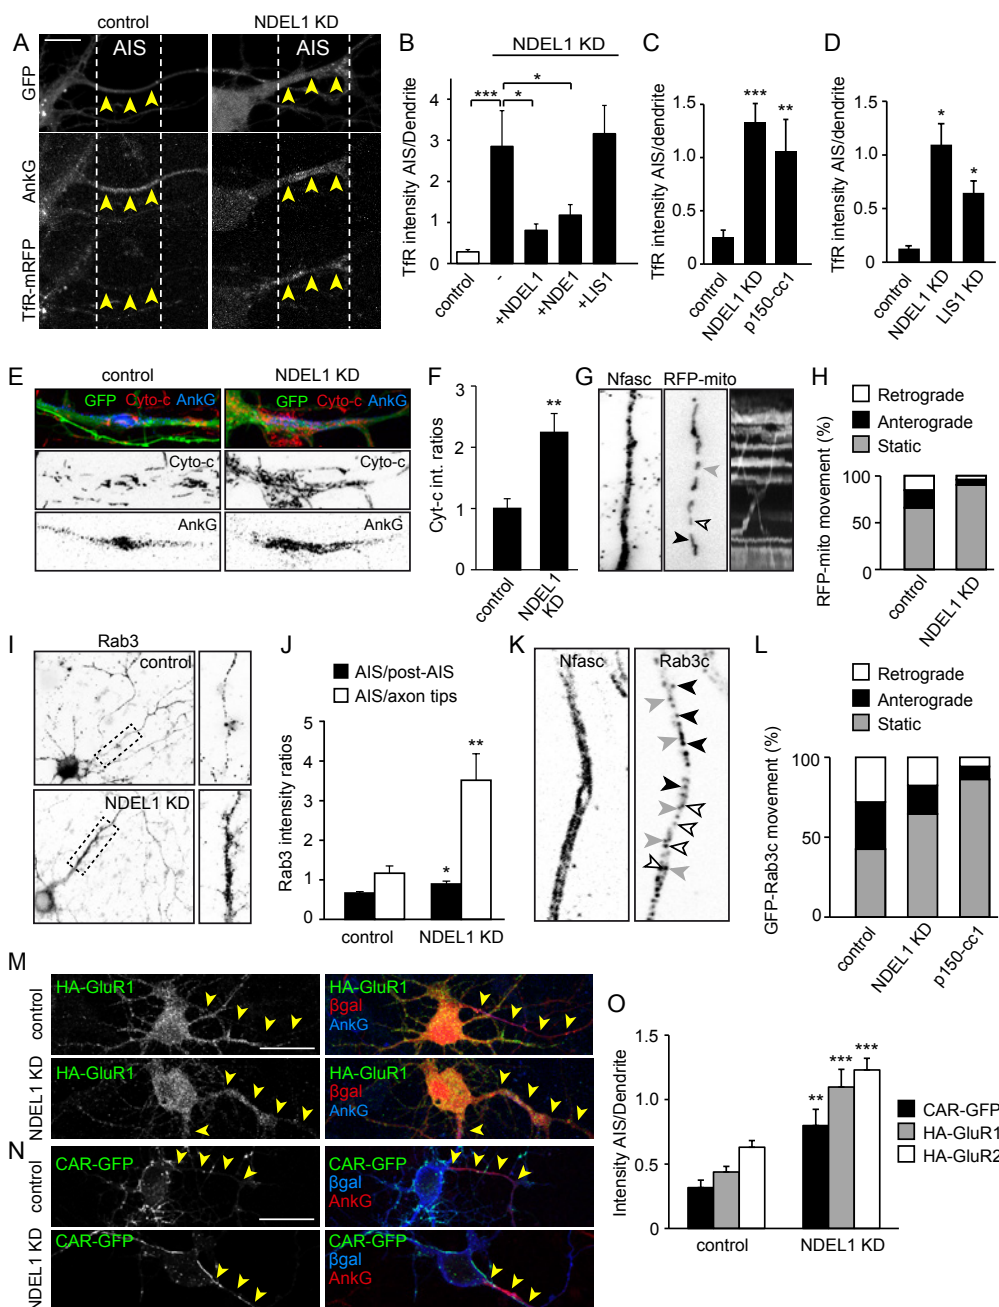 control
NDEL1 KD
A
AIS
AIS
GFP
AnkG
TfR-mRFP
B
NDEL1 KD
TfR intensity AIS/Dendrite
4
3
2
1
0
***
*
*
control
-
+NDEL1
+NDE1
+LIS1
C
TfR intensity AIS/dendrite
1.5
1.0
0.5
0
***
**
control
NDEL1 KD
p150-cc1
D
TfR intensity AIS/dendrite
1.5
1.0
0.5
0
*
*
control
NDEL1 KD
LIS1 KD
E
control
NDEL1 KD
GFP Cyto-c AnkG
GFP Cyto-c AnkG
Cyto-c
Cyto-c
AnkG
AnkG
F
Cyt-c int. ratios
3
2
1
0
**
control
NDEL1 KD
G
Nfasc
RFP-mito
H
Retrograde
Anterograde
Static
RFP-mito movement (%)
100
50
0
control
NDEL1 KD
I
Rab3
control
NDEL1 KD
J
AIS/post-AIS
AIS/axon tips
Rab3 intensity ratios
5
4
3
2
1
0
*
**
control
NDEL1 KD
K
Nfasc
Rab3c
L
Retrograde
Anterograde
Static
GFP-Rab3c movement (%)
100
50
0
control
NDEL1 KD
p150-cc1
M
control
HA-GluR1
HA-GluR1
βgal
AnkG
NDEL1 KD
HA-GluR1
HA-GluR1
βgal
AnkG
N
control
CAR-GFP
CAR-GFP
βgal
AnkG
NDEL1 KD
CAR-GFP
CAR-GFP
βgal
AnkG
O
Intensity AIS/Dendrite
1.5
1.0
0.5
0
**
***
***
control
NDEL1 KD
CAR-GFP
HA-GluR1
HA-GluR2